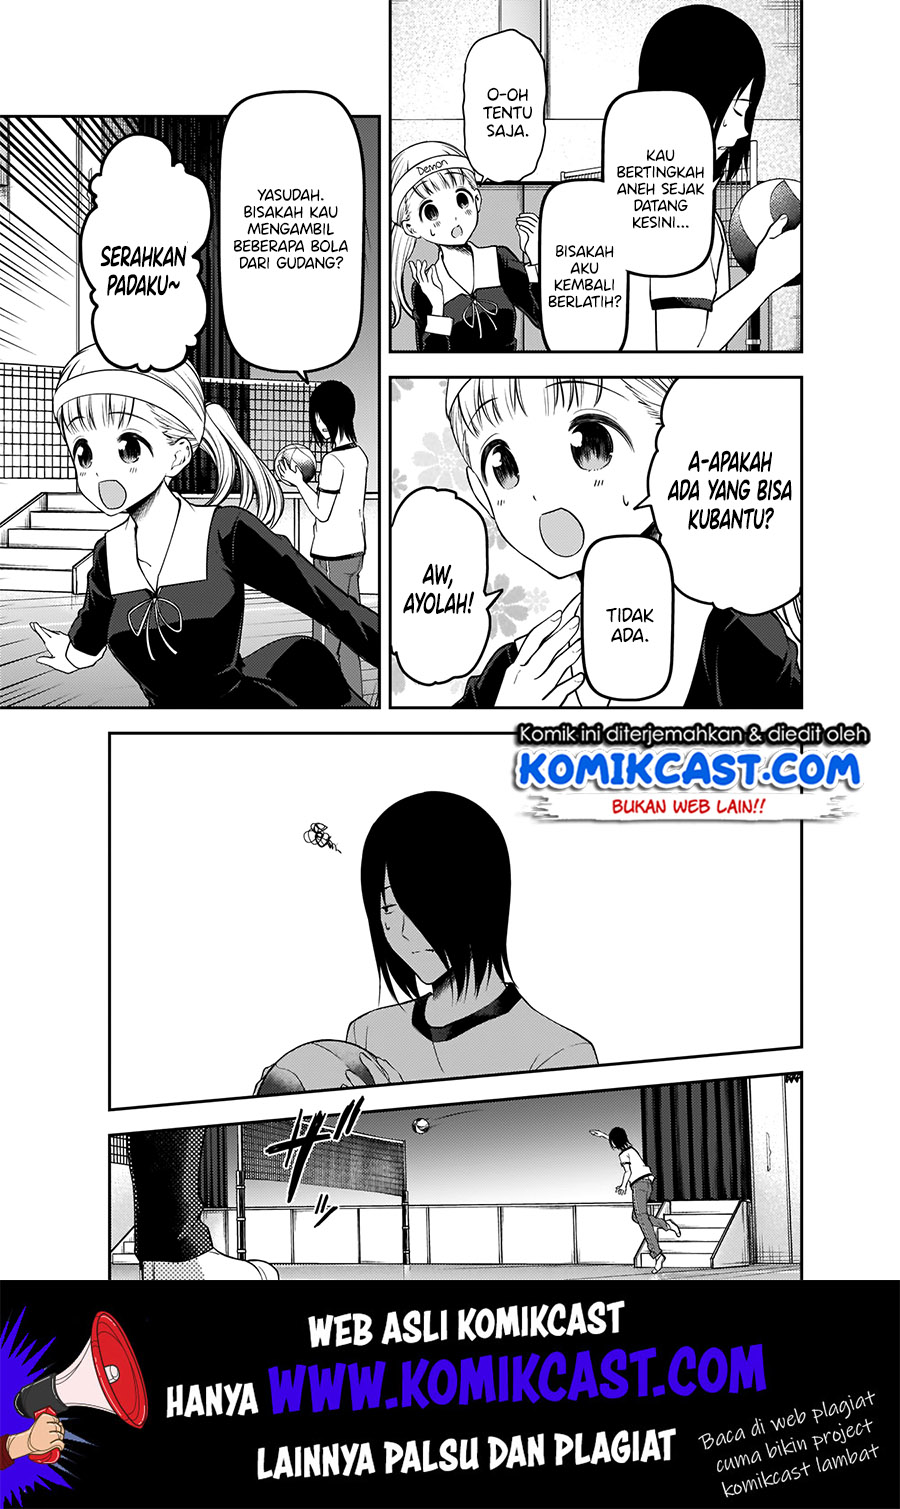 KAU
BERTINGKAH
ANEH SEJAK
DATANG
KESINI...
BISAKAH
AKU
KEMBALI
BERLATIH?
O-OH
TENTU
SAJA.
Demon
A-APAKAH
ADA YANG BISA
KUBANTU?
TIDAK
ADA.
AW,
AYOLAH!
YASUDAH.
BISAKAH KAU
MENGAMBIL
BEBERAPA BOLA
DARI GUDANG?
SERAHKAN
PADAKU~
Komik ini diterjemahkan & diedit oleh
KOMIKCAST.COM
BUKAN WEB LAIN!!
ザッ
WEB ASLI KOMIKCAST
HANYA WWW.KOMIKCAST.COM
LAINNYA PALSU DAN PLAGIAT
Baca di web plagiat
cuma bikin project
komikcast lambat